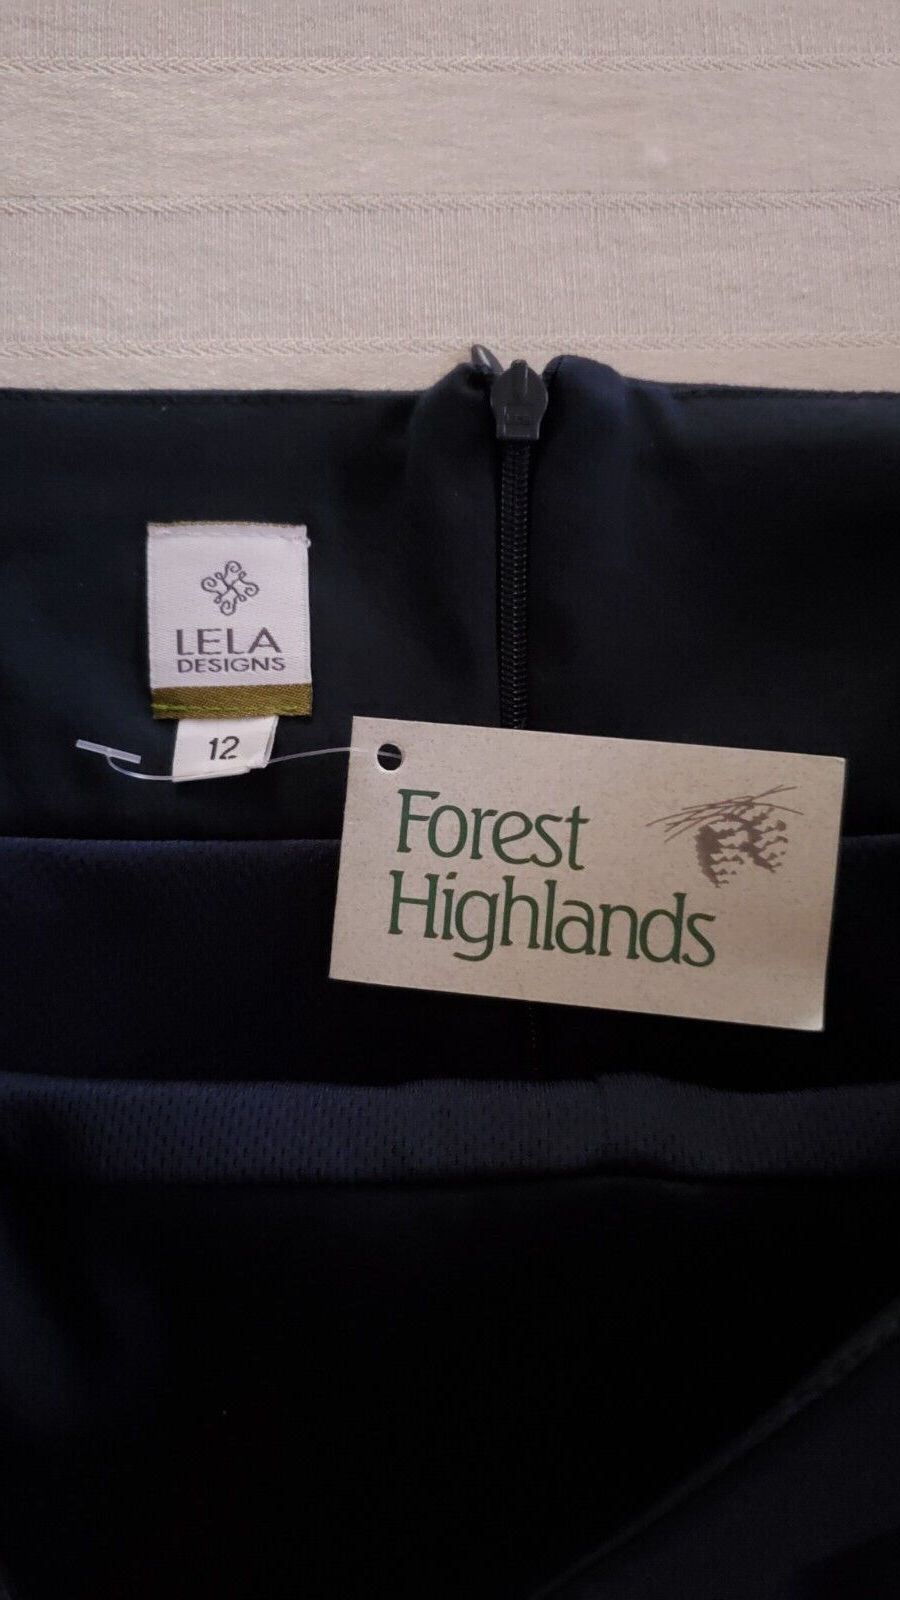 LELA
DESIGNS
12
Forest
Highlands